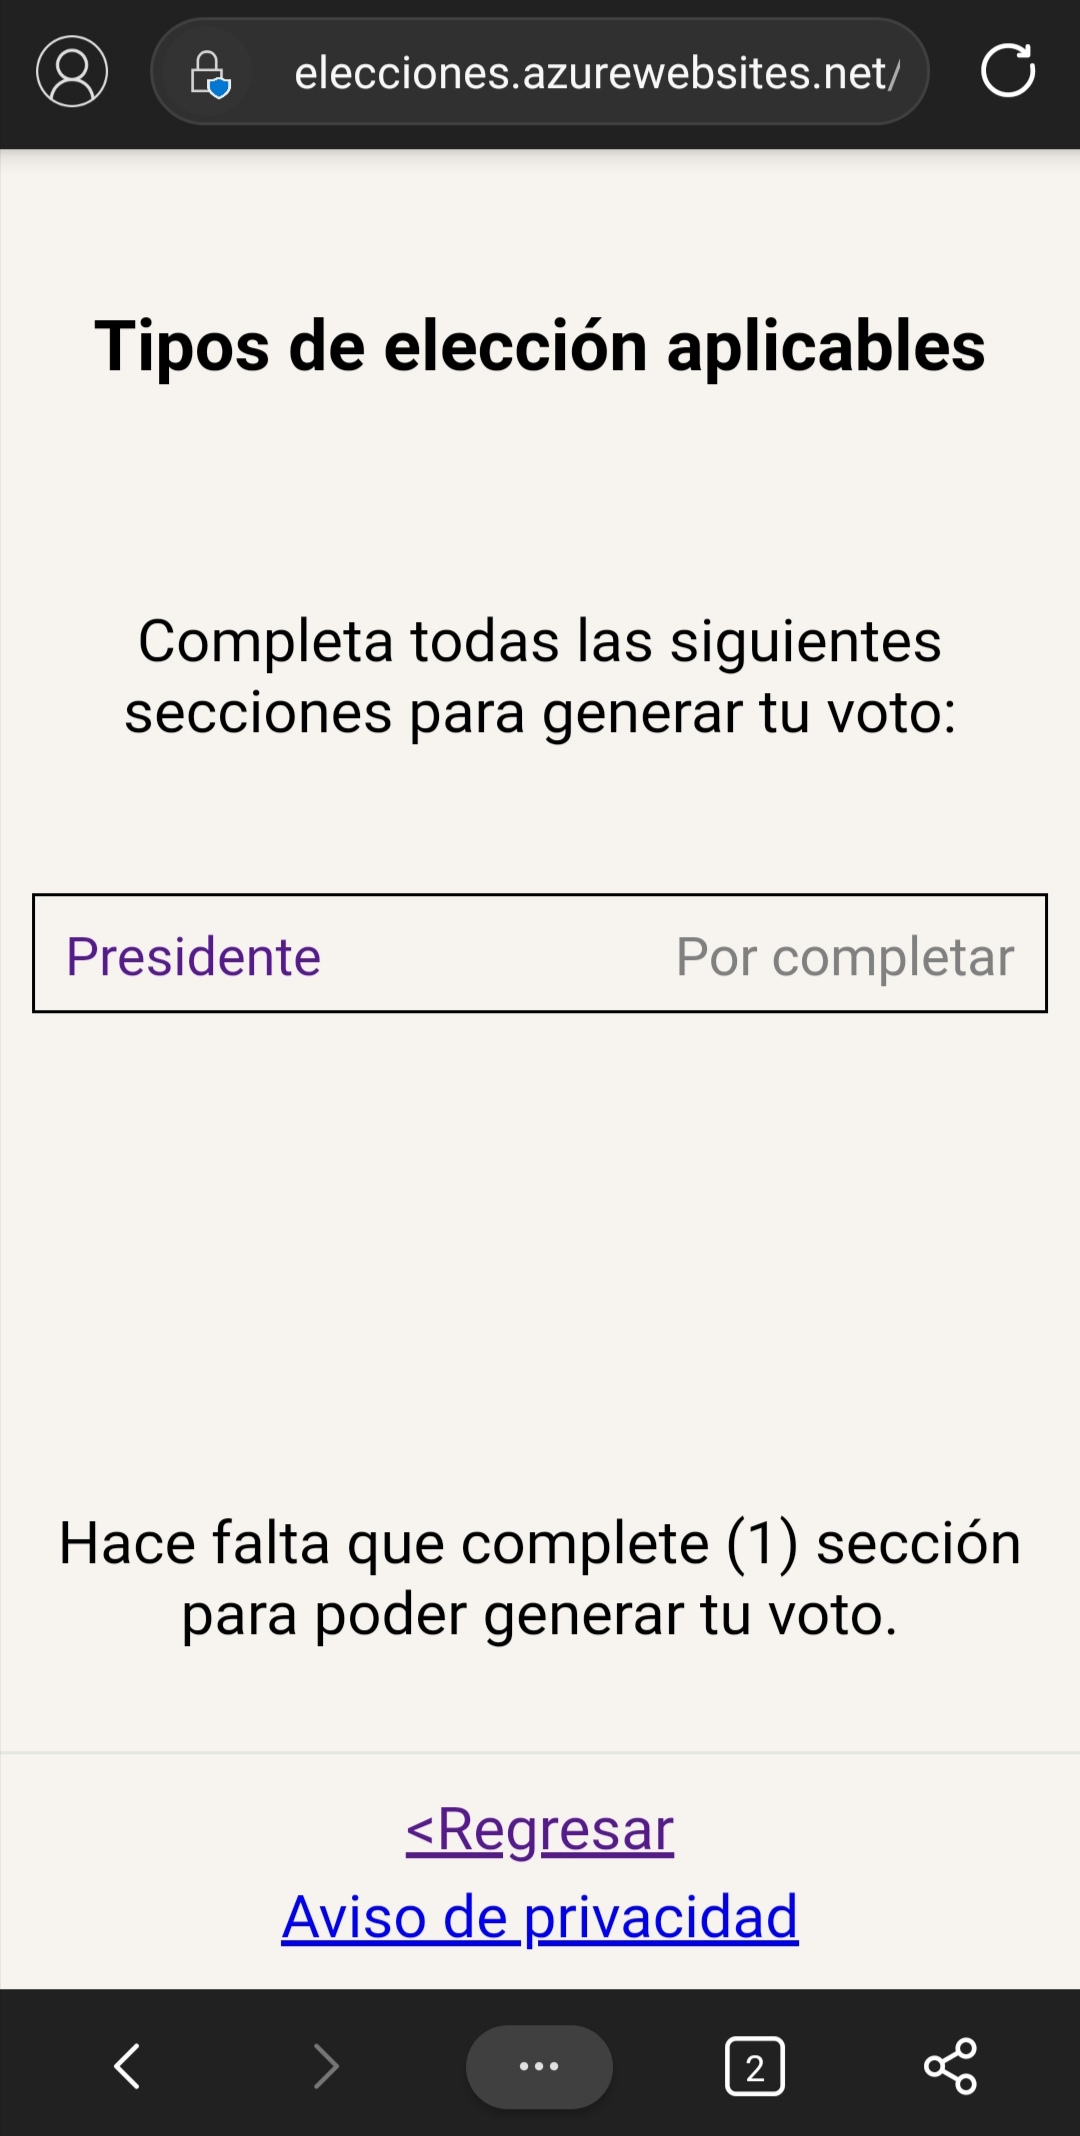 elecciones.azurewebsites.net/
Tipos de elección aplicables
Completa todas las siguientes
secciones para generar tu voto:
Presidente Por completar
Hace falta que complete (1) sección
para poder generar tu voto.
<Regresar
Aviso de privacidad
2